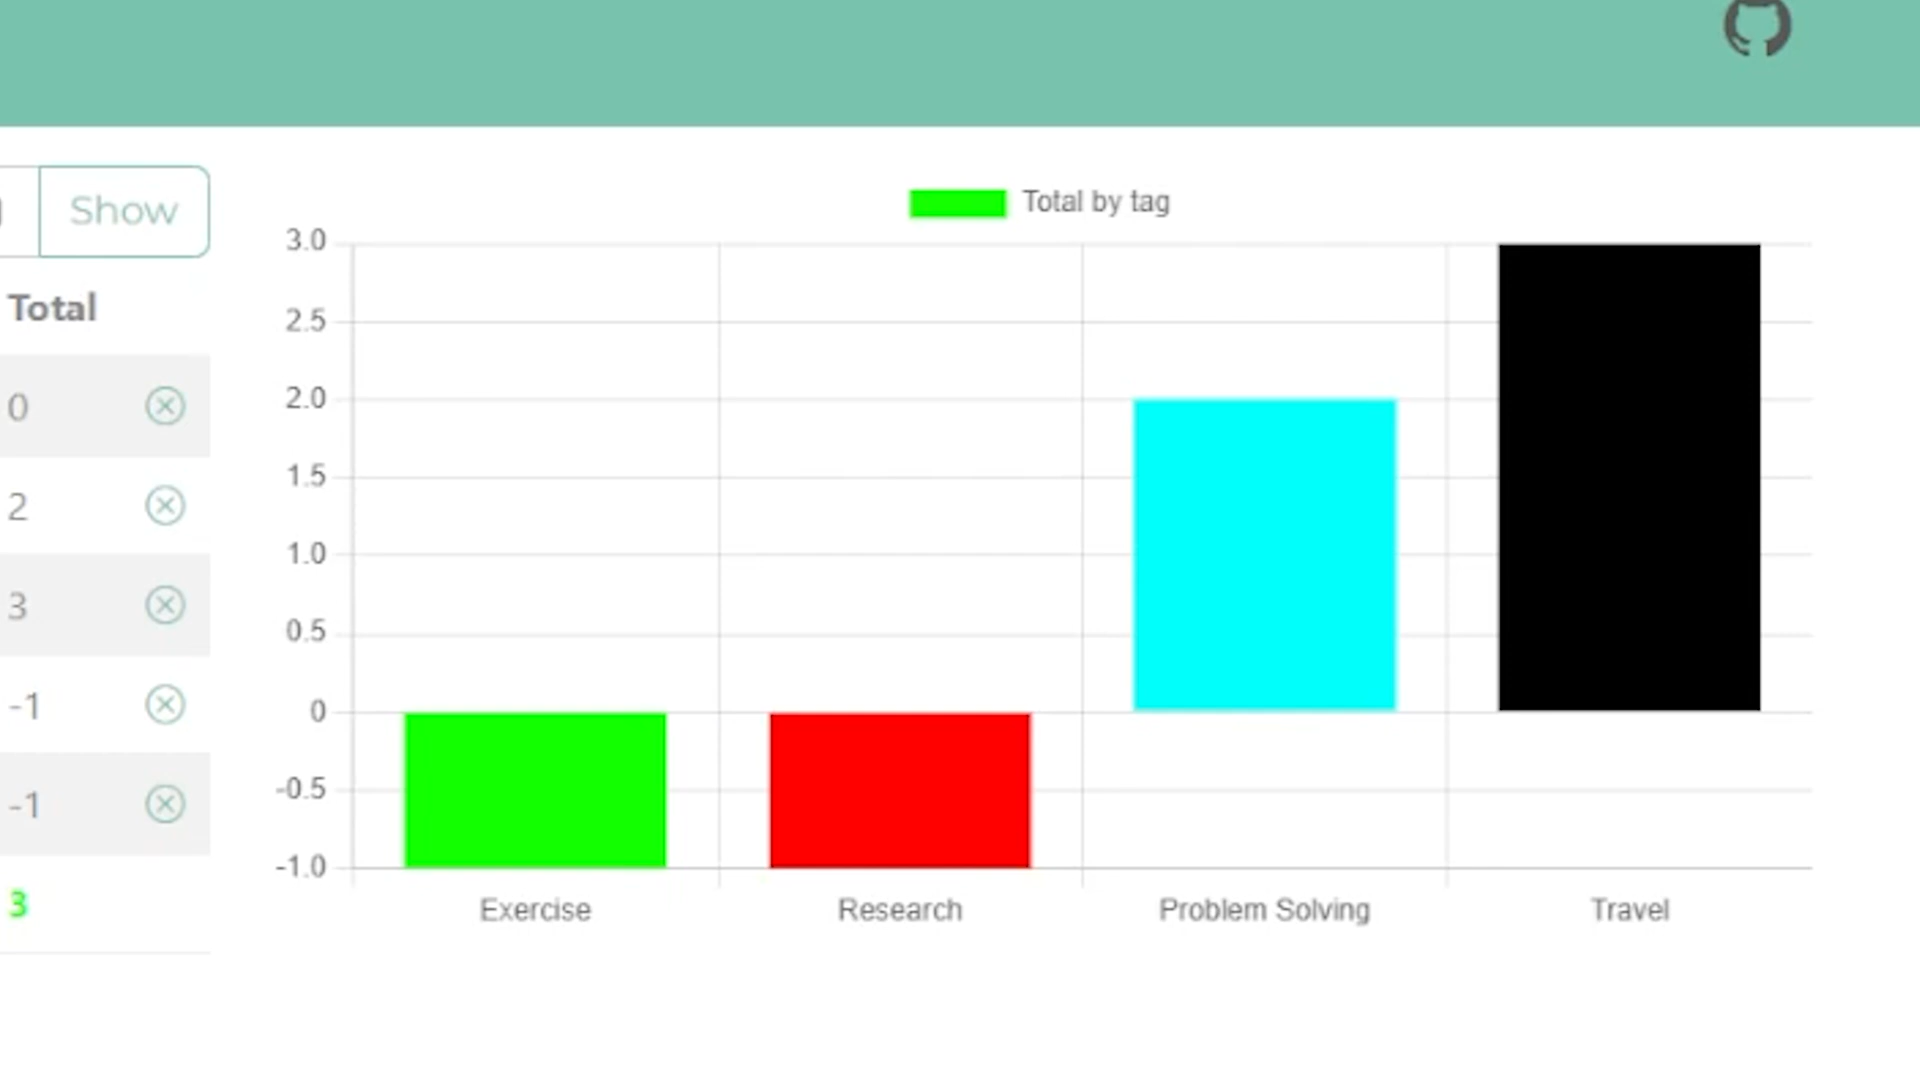 Show
Total
0
2
3
-1
-1
3
Total by tag
3.0
2.5
2.0
1.5
1.0
0.5
0
-0.5
-1.0
Exercise
Research
Problem Solving
Travel